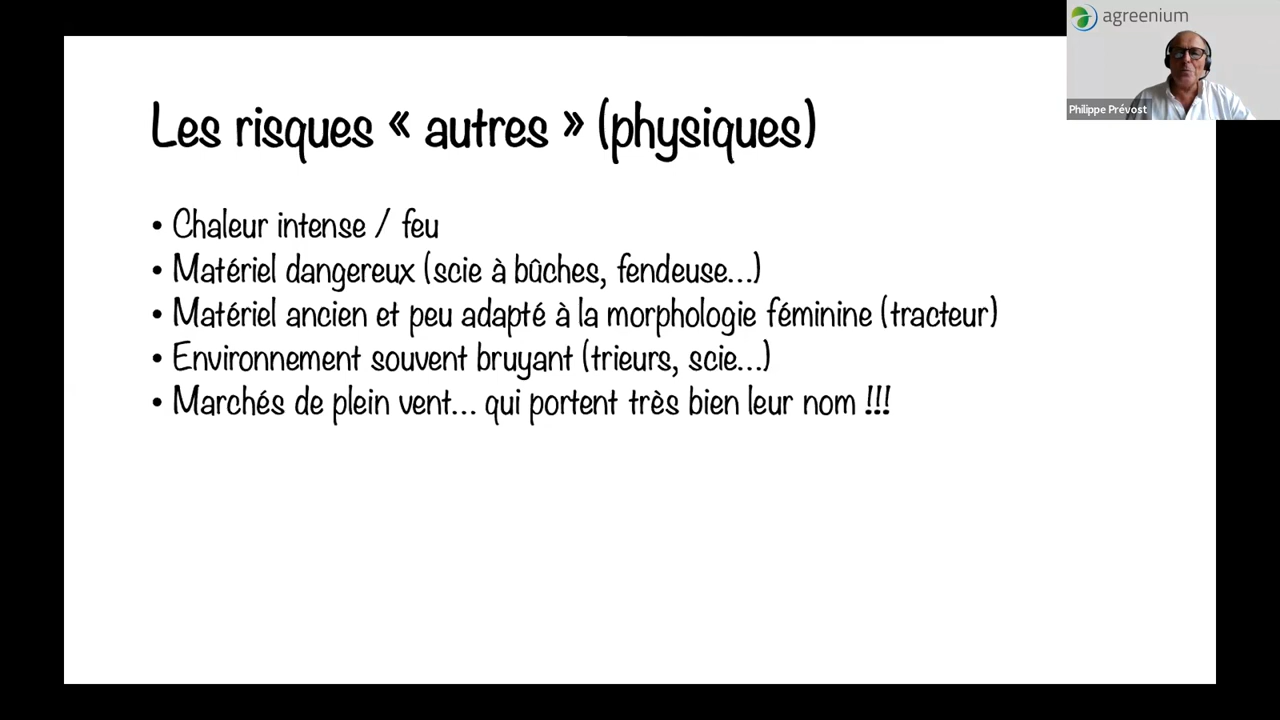 agreenium
Philippe Prévost
Les risques « autres » (physiques)
• Chaleur intense / feu
• Matériel dangereux (scie à bûches, fendeuse...)
• Matériel ancien et peu adapté à la morphologie féminine (tracteur)
• Environnement souvent bruyant (trieurs, scie...)
• Marchés de plein vent... qui portent très bien leur nom !!!